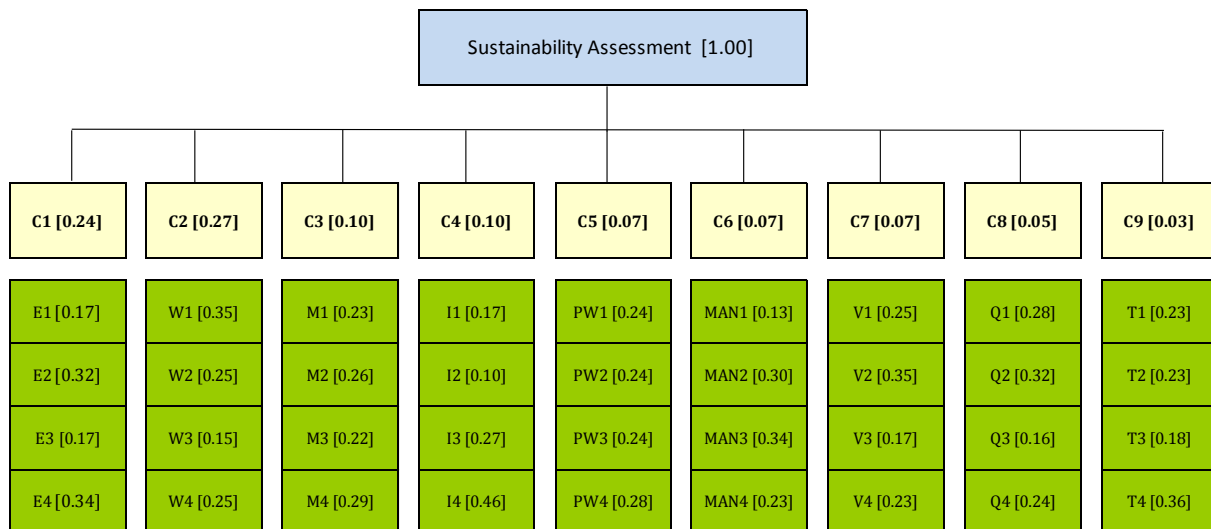 Sustainability Assessment [1.00]
C1 [0.24] C2 [0.27] C3 [0.10] C4 [0.10] C5 [0.07] C6 [0.07] C7 [0.07] C8 [0.05] C9 [0.03]
E1 [0.17] W1 [0.35] M1 [0.23] I1 [0.17] PW1 [0.24] MAN1 [0.13] V1 [0.25] Q1 [0.28] T1 [0.23]
E2 [0.32] W2 [0.25] M2 [0.26] I2 [0.10] PW2 [0.24] MAN2 [0.30] V2 [0.35] Q2 [0.32] T2 [0.23]
E3 [0.17] W3 [0.15] M3 [0.22] I3 [0.27] PW3 [0.24] MAN3 [0.34] V3 [0.17] Q3 [0.16] T3 [0.18]
E4 [0.34] W4 [0.25] M4 [0.29] I4 [0.46] PW4 [0.28] MAN4 [0.23] V4 [0.23] Q4 [0.24] T4 [0.36]